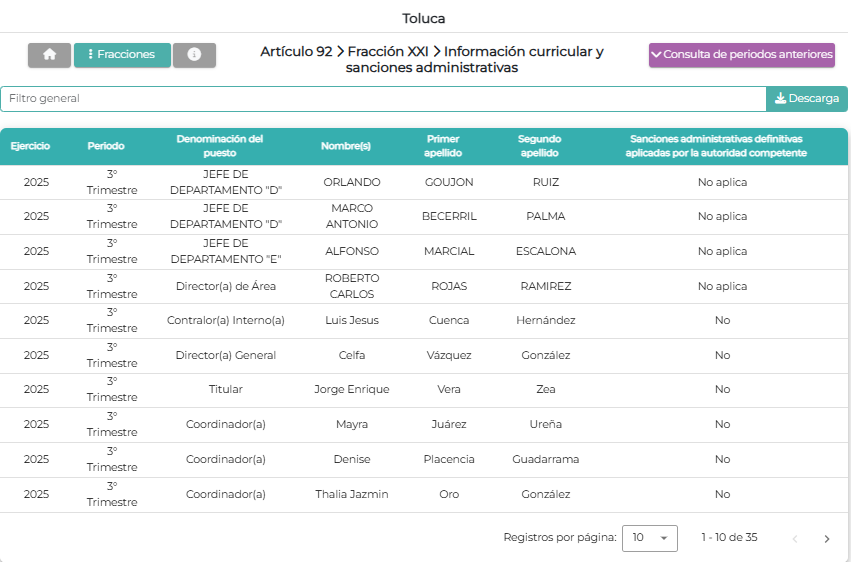 Toluca
Fracciones
Artículo 92 > Fracción XXI > Información curricular y
sanciones administrativas
Consulta de periodos anteriores
Filtro general
Descarga
Ejercicio Periodo Denominación del puesto Nombre(s) Primer apellido Segundo apellido Sanciones administrativas definitivas aplicadas por la autoridad competente
2025 3° Trimestre JEFE DE DEPARTAMENTO "D" ORLANDO GOUJON RUIZ No aplica
2025 3° Trimestre JEFE DE DEPARTAMENTO "D" MARCO ANTONIO BECERRIL PALMA No aplica
2025 3° Trimestre JEFE DE DEPARTAMENTO "E" ALFONSO MARCIAL ESCALONA No aplica
2025 3° Trimestre Director(a) de Área ROBERTO CARLOS ROJAS RAMIREZ No aplica
2025 3° Trimestre Contralor(a) Interno(a) Luis Jesus Cuenca Hernández No
2025 3° Trimestre Director(a) General Celfa Vázquez González No
2025 3° Trimestre Titular Jorge Enrique Vera Zea No
2025 3° Trimestre Coordinador(a) Mayra Juárez Ureña No
2025 3° Trimestre Coordinador(a) Denise Placencia Guadarrama No
2025 3° Trimestre Coordinador(a) Thalia Jazmin Oro González No
Registros por página: 10 1 - 10 de 35